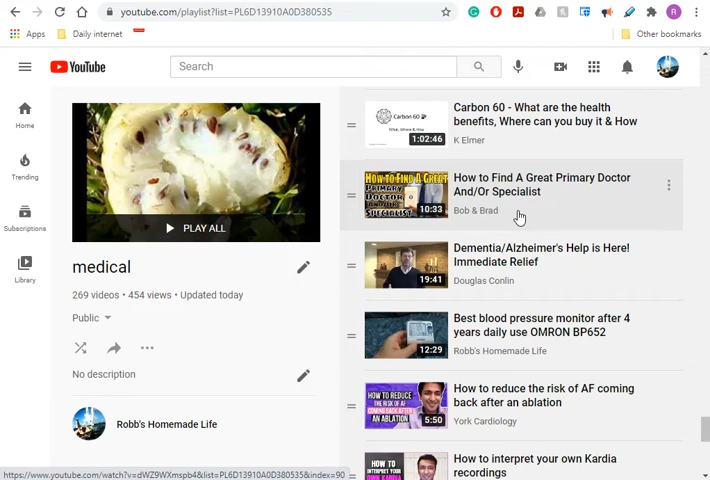 youtube.com/playlist?list=PL6D13910A0D380535
Apps
Daily internet
Other bookmarks
YouTube
Search
Home
Trending
Subscriptions
Library
PLAY ALL
medical
269 videos • 454 views • Updated today
Public
No description
Robb's Homemade Life
Carbon 60
1:02:46
Carbon 60 - What are the health
benefits, Where can you buy it & How
K Elmer
HOW TO FIND A GREAT
PRIMARY
DOCTOR
AND/OR
SPECIALIST
10:33
How to Find A Great Primary Doctor
And/Or Specialist
Bob & Brad
19:41
Dementia/Alzheimer's Help is Here!
Immediate Relief
Douglas Conlin
12:29
Best blood pressure monitor after 4
years daily use OMRON BP652
Robb's Homemade Life
HOW TO REDUCE
THE RISK OF AF
COMING BACK
AFTER AN
ABLATION
5:50
How to reduce the risk of AF coming
back after an ablation
York Cardiology
HOW TO
INTERPRET
YOUR OWN
How to interpret your own Kardia
recordings
https://www.youtube.com/watch?v=dWZ9WXmspb4&list=PL6D13910A0D380535&index=90